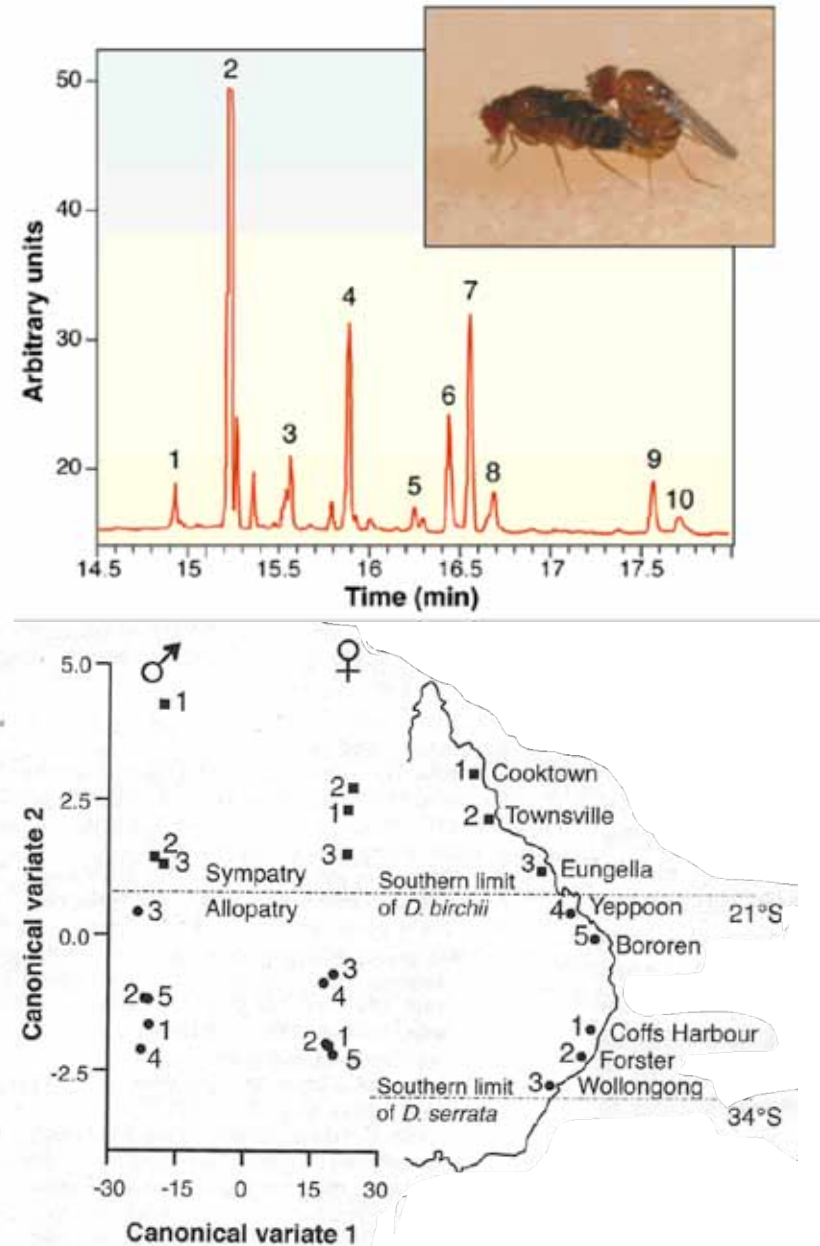 50
40
30
20
Arbitrary units
1
2
3
4
5
6
7
8
9
10
14.5 15 15.5 16 16.5 17 17.5
Time (min)
♂ ♀
5.0
2.5
0.0
-2.5
Canonical variate 2
1
2
3
2
1
3
Sympatry
Allopatry
3
2 5
1
4
3
4
2 1
5
1 Cooktown
2 Townsville
3 Eungella
Southern limit
of D. birchii
4 Yeppoon
21°S
5 Bororen
1 Coffs Harbour
2 Forster
3 Wollongong
Southern limit
of D. serrata
34°S
-30 -15 0 15 30
Canonical variate 1